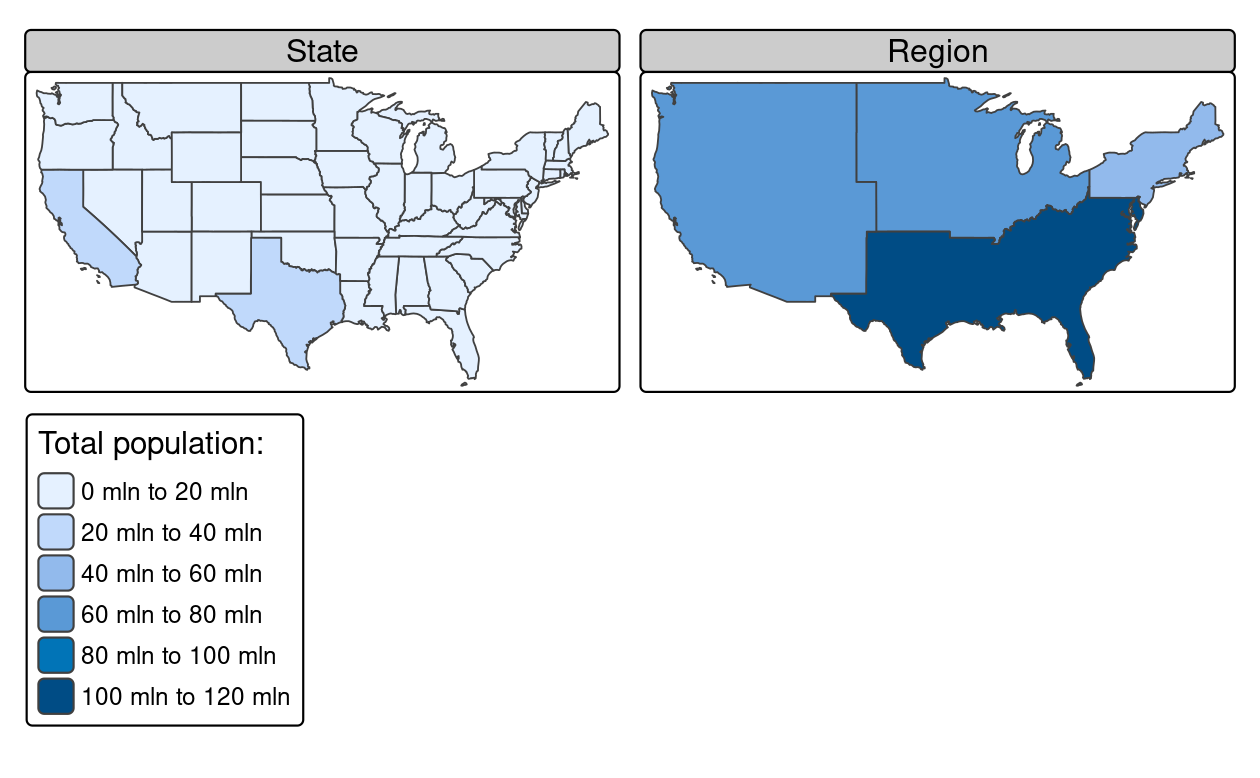 State
Region
Total population:
0 mln to 20 mln
20 mln to 40 mln
40 mln to 60 mln
60 mln to 80 mln
80 mln to 100 mln
100 mln to 120 mln